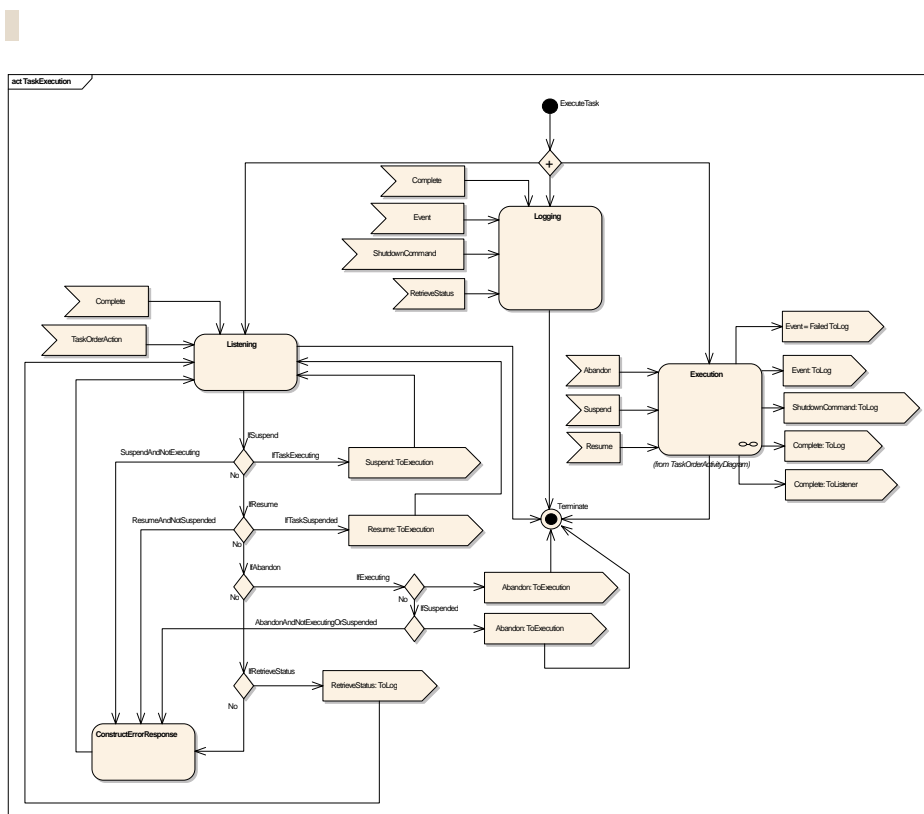 act TaskExecution
ExecuteTask
+
Complete
Event
ShutdownCommand
RetrieveStatus
Logging
Complete
TaskOrderAction
Listening
Abandon
Suspend
Resume
Execution
(from TaskOrderActivityDiagram)
Event = Failed ToLog
Event: ToLog
ShutdownCommand: ToLog
Complete: ToLog
Complete: ToListener
IfSuspend
SuspendAndNotExecuting
IfTaskExecuting
Suspend: ToExecution
No
IfResume
ResumeAndNotSuspended
IfTaskSuspended
Resume: ToExecution
No
Terminate
IfAbandon
IfExecuting
Abandon: ToExecution
No
No
IfSuspended
AbandonAndNotExecutingOrSuspended
Abandon: ToExecution
IfRetrieveStatus
RetrieveStatus: ToLog
No
ConstructErrorResponse